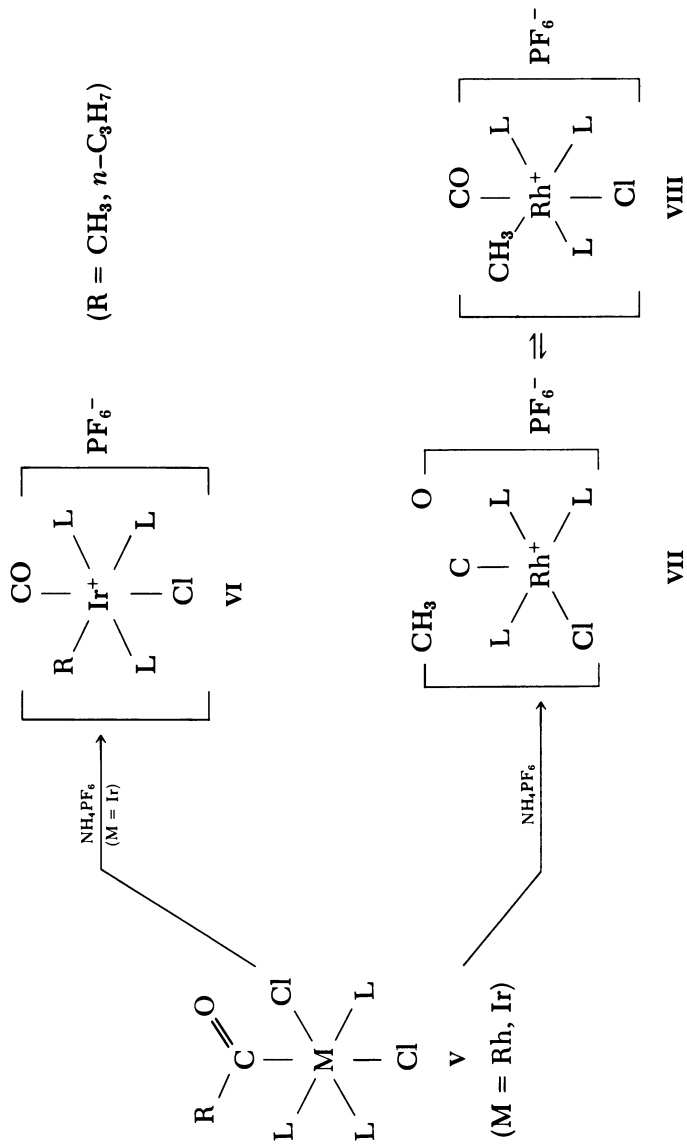 CO
R L
NH₄PF₆
(M = Ir)
Ir⁺
PF₆⁻
(R = CH₃, n–C₃H₇)
L L
Cl
VI
R O
C
L Cl
M
L L
Cl
V
(M = Rh, Ir)
CH₃ O
C
L L
NH₄PF₆
Rh⁺
PF₆⁻
Cl L
VII
⇌
CO
CH₃ L
Rh⁺
PF₆⁻
L L
Cl
VIII